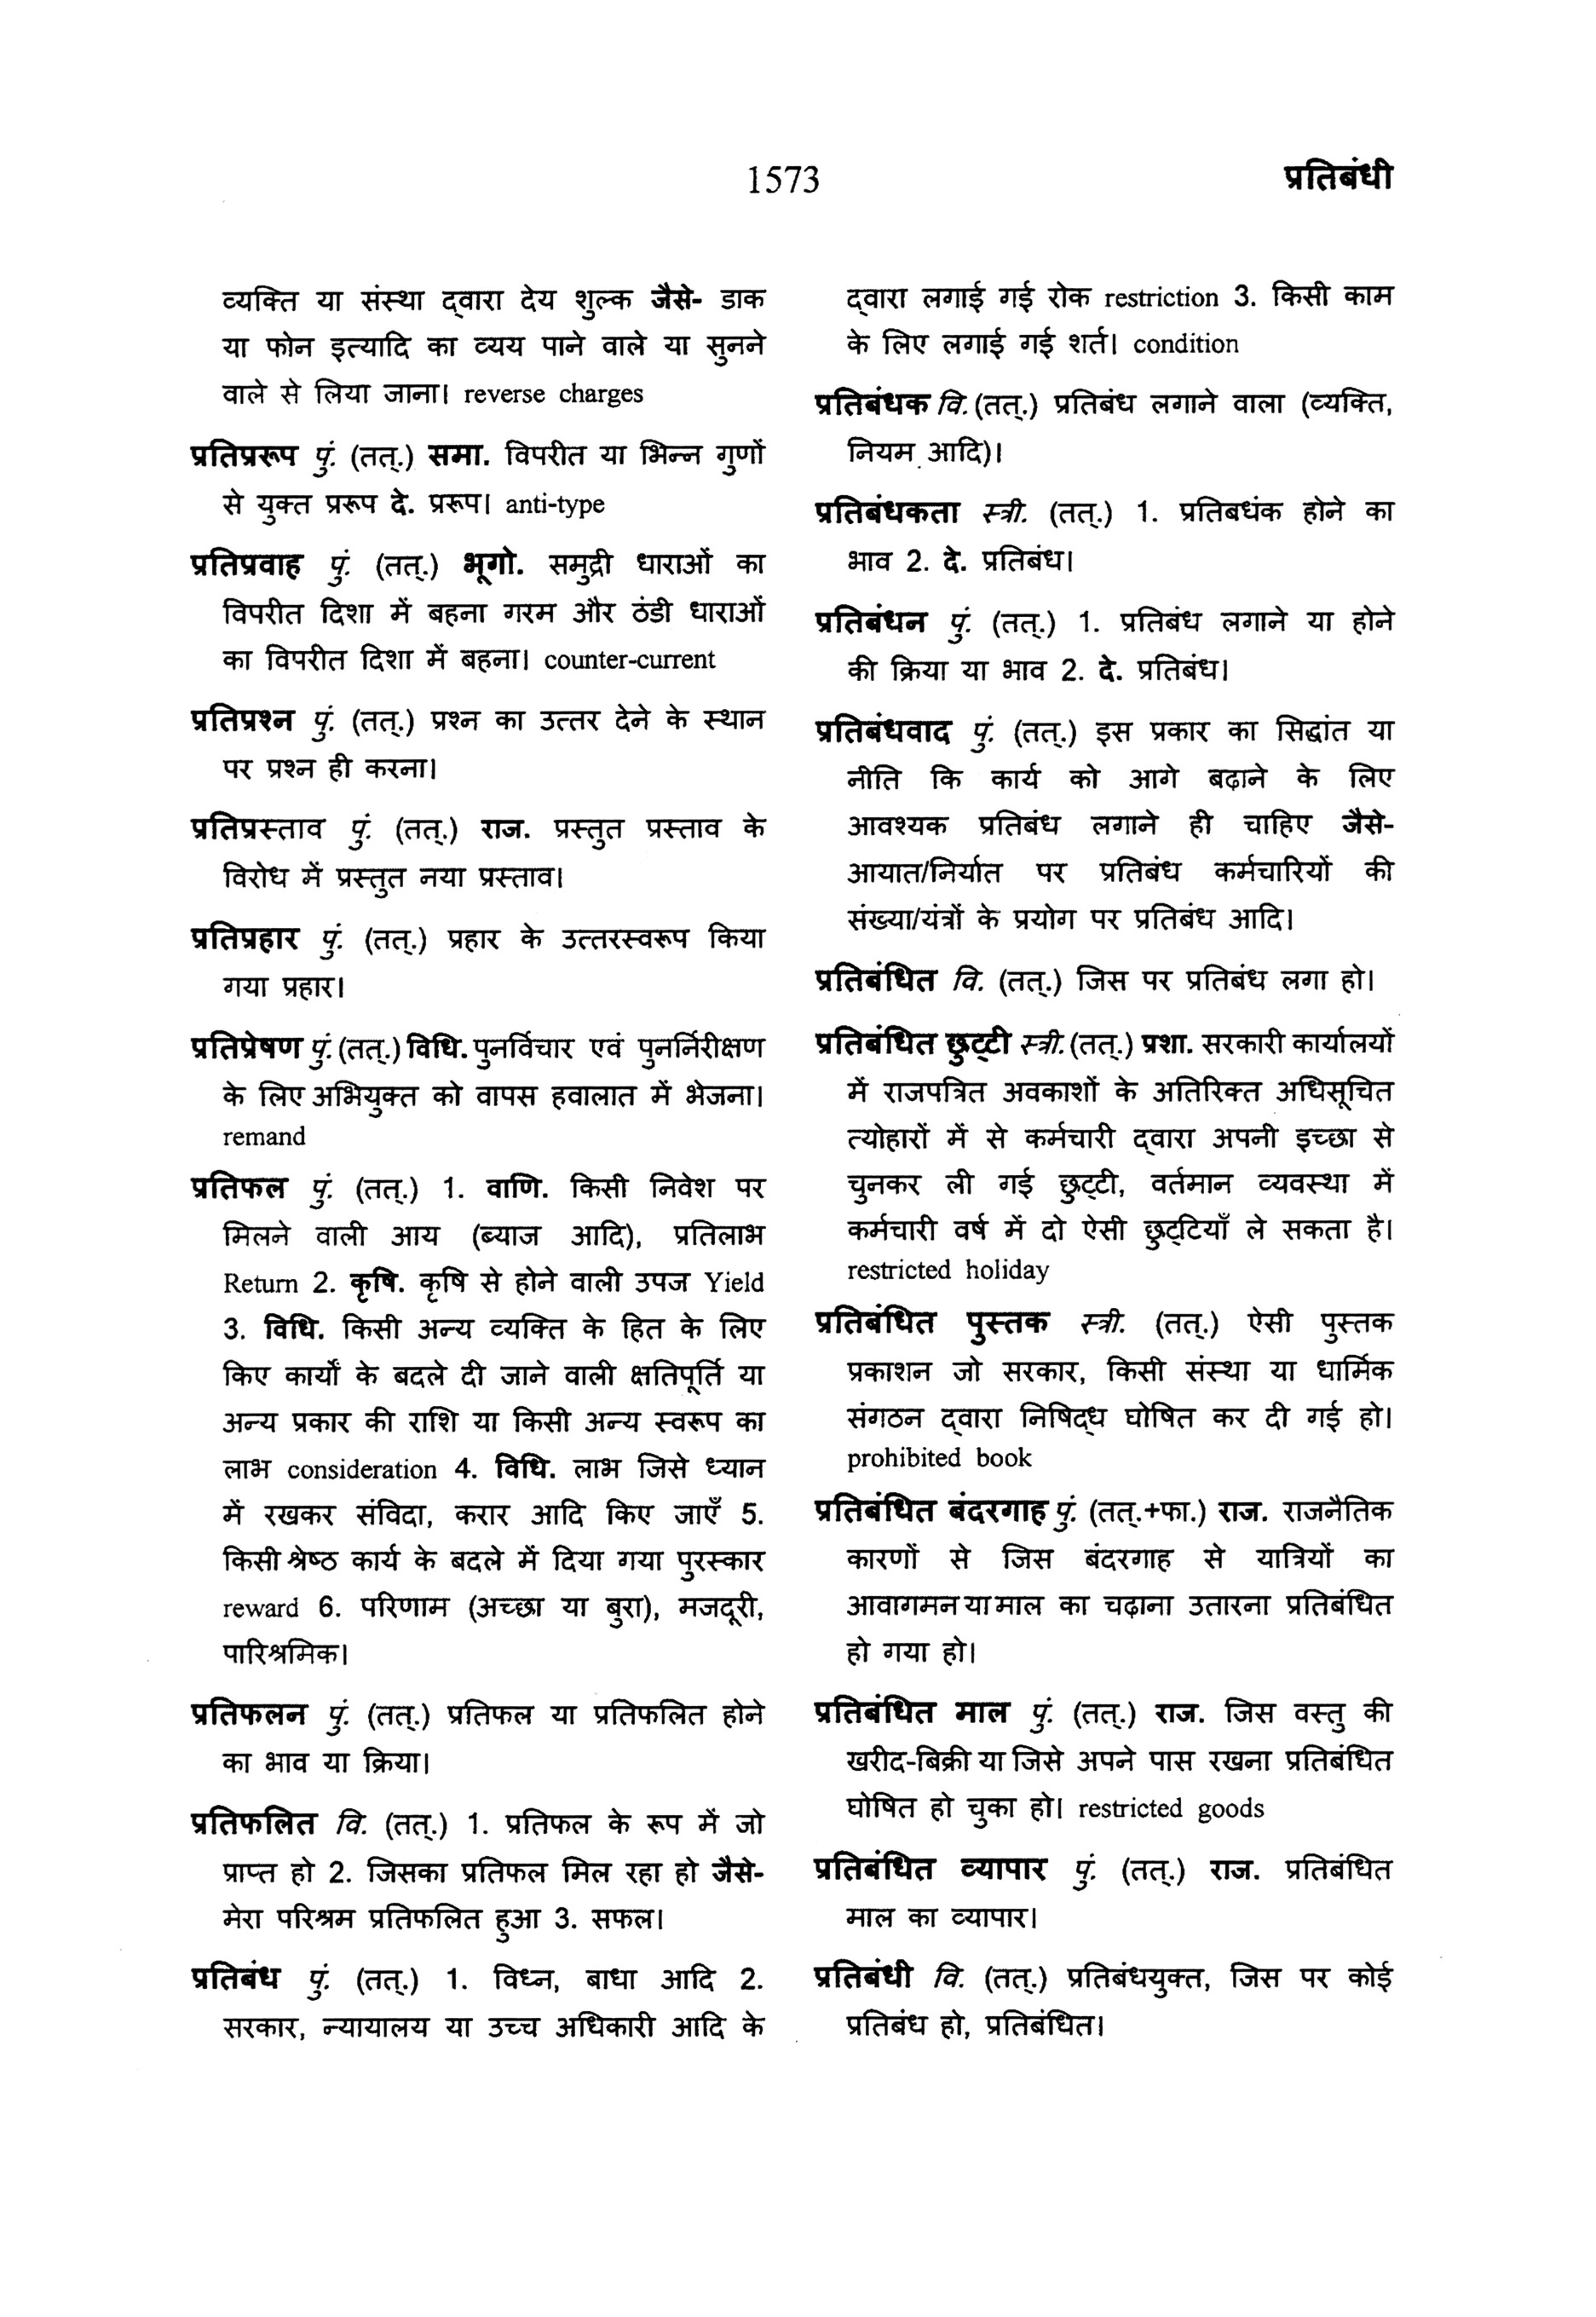 1573
प्रतिबंधी
व्यक्ति या संस्था द्‌वारा देय शुल्क जैसे- डाक
या फोन इत्यादि का व्यय पाने वाले या सुनने
वाले से लिया जाना। reverse charges
प्रतिप्ररूप पुं. (तत्.) समा. विपरीत या भिन्न गुणों
से युक्त प्ररूप दे. प्ररूप। anti-type
प्रतिप्रवाह पुं. (तत्.) भूगो. समुद्री धाराओं का
विपरीत दिशा में बहना गरम और ठंडी धाराओं
का विपरीत दिशा में बहना। counter-current
प्रतिप्रश्न पुं. (तत्.) प्रश्न का उत्तर देने के स्थान
पर प्रश्न ही करना।
प्रतिप्रस्ताव पुं. (तत्.) राज. प्रस्तुत प्रस्ताव के
विरोध में प्रस्तुत नया प्रस्ताव।
प्रतिप्रहार पुं. (तत्.) प्रहार के उत्तरस्वरूप किया
गया प्रहार।
प्रतिप्रेषण पुं. (तत्.) विधि. पुनर्विचार एवं पुनर्निरीक्षण
के लिए अभियुक्त को वापस हवालात में भेजना।
remand
प्रतिफल पुं. (तत्.) 1. वाणि. किसी निवेश पर
मिलने वाली आय (ब्याज आदि), प्रतिलाभ
Return 2. कृषि. कृषि से होने वाली उपज Yield
3. विधि. किसी अन्य व्यक्ति के हित के लिए
किए कार्यों के बदले दी जाने वाली क्षतिपूर्ति या
अन्य प्रकार की राशि या किसी अन्य स्वरूप का
लाभ consideration 4. विधि. लाभ जिसे ध्यान
में रखकर संविदा, करार आदि किए जाएँ 5.
किसी श्रेष्ठ कार्य के बदले में दिया गया पुरस्कार
reward 6. परिणाम (अच्छा या बुरा), मजदूरी,
पारिश्रमिक।
प्रतिफलन पुं. (तत्.) प्रतिफल या प्रतिफलित होने
का भाव या क्रिया।
प्रतिफलित वि. (तत्.) 1. प्रतिफल के रूप में जो
प्राप्त हो 2. जिसका प्रतिफल मिल रहा हो जैसे-
मेरा परिश्रम प्रतिफलित हुआ 3. सफल।
प्रतिबंध पुं. (तत्.) 1. विध्न, बाधा आदि 2.
सरकार, न्यायालय या उच्च अधिकारी आदि के
द्‌वारा लगाई गई रोक restriction 3. किसी काम
के लिए लगाई गई शर्त। condition
प्रतिबंधक वि. (तत्.) प्रतिबंध लगाने वाला (व्यक्ति,
नियम आदि)।
प्रतिबंधकता स्त्री. (तत्.) 1. प्रतिबधंक होने का
भाव 2. दे. प्रतिबंध।
प्रतिबंधन पुं. (तत्.) 1. प्रतिबंध लगाने या होने
की क्रिया या भाव 2. दे. प्रतिबंध।
प्रतिबंधवाद पुं. (तत्.) इस प्रकार का सिद्धांत या
नीति कि कार्य को आगे बढ़ाने के लिए
आवश्यक प्रतिबंध लगाने ही चाहिए जैसे-
आयात/निर्यात पर प्रतिबंध कर्मचारियों की
संख्या/यंत्रों के प्रयोग पर प्रतिबंध आदि।
प्रतिबंधित वि. (तत्.) जिस पर प्रतिबंध लगा हो।
प्रतिबंधित छुट्‌टी स्त्री. (तत्.) प्रशा. सरकारी कार्यालयों
में राजपत्रित अवकाशों के अतिरिक्त अधिसूचित
त्योहारों में से कर्मचारी द्‌वारा अपनी इच्छा से
चुनकर ली गई छुट्‌टी, वर्तमान व्यवस्था में
कर्मचारी वर्ष में दो ऐसी छुट्‌टियाँ ले सकता है।
restricted holiday
प्रतिबंधित पुस्तक स्त्री. (तत्.) ऐसी पुस्तक
प्रकाशन जो सरकार, किसी संस्था या धार्मिक
संगठन द्‌वारा निषिद्‌ध घोषित कर दी गई हो।
prohibited book
प्रतिबंधित बंदरगाह पुं. (तत्.+फा.) राज. राजनैतिक
कारणों से जिस बंदरगाह से यात्रियों का
आवागमन या माल का चढ़ाना उतारना प्रतिबंधित
हो गया हो।
प्रतिबंधित माल पुं. (तत्.) राज. जिस वस्तु की
खरीद-बिक्री या जिसे अपने पास रखना प्रतिबंधित
घोषित हो चुका हो। restricted goods
प्रतिबंधित व्यापार पुं. (तत्.) राज. प्रतिबंधित
माल का व्यापार।
प्रतिबंधी वि. (तत्.) प्रतिबंधयुक्त, जिस पर कोई
प्रतिबंध हो, प्रतिबंधित।